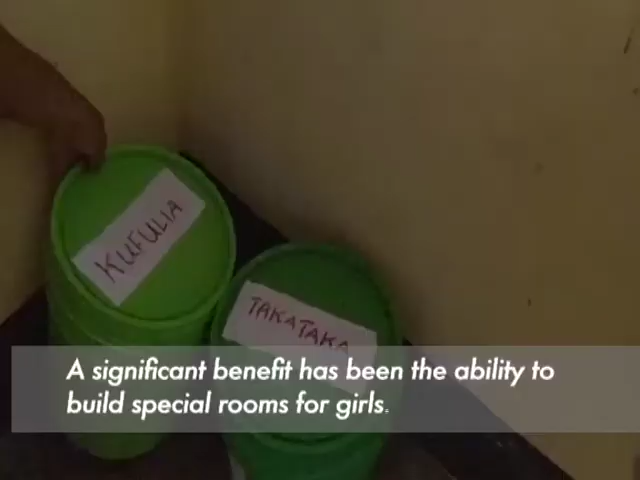 KUFULIA
TAKATAKA
A significant benefit has been the ability to
build special rooms for girls.